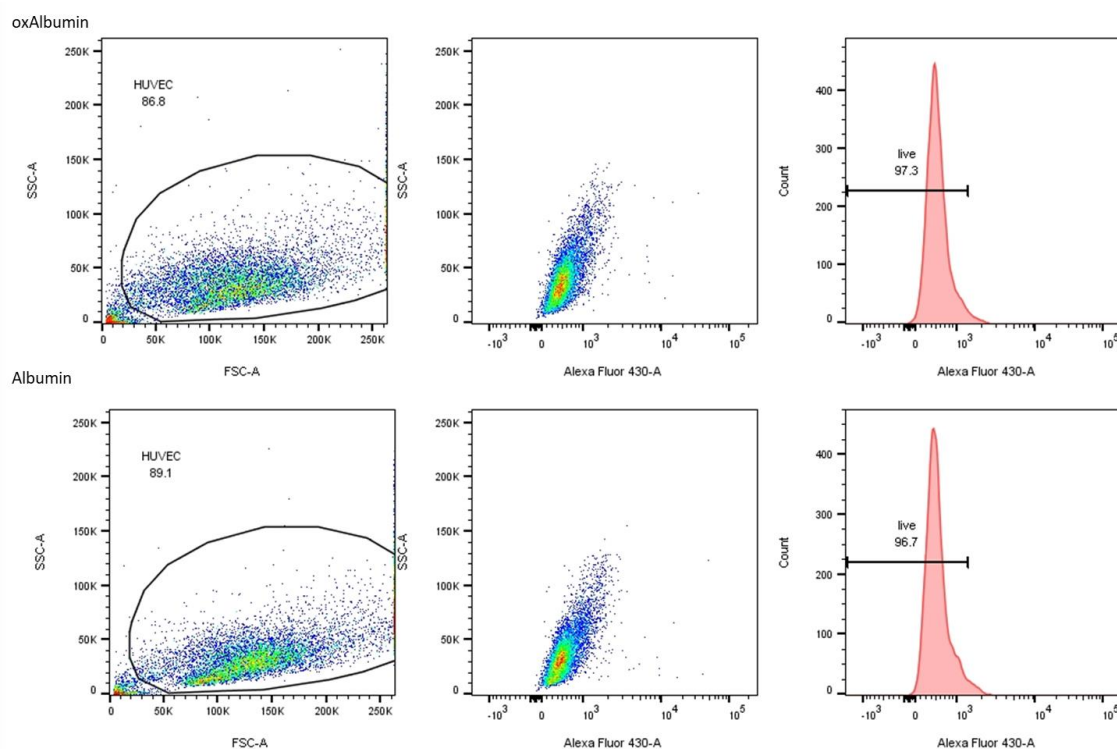 oxAlbumin
250K
200K
150K
100K
50K
0
SSC-A
HUVEC
86.8
0
50K
100K
150K
200K
250K
FSC-A
250K
200K
150K
100K
50K
0
SSC-A
-10³
0
10³
10⁴
10⁵
Alexa Fluor 430-A
400
300
200
100
0
Count
live
97.3
-10³
0
10³
10⁴
10⁵
Alexa Fluor 430-A
Albumin
250K
200K
150K
100K
50K
0
SSC-A
HUVEC
89.1
0
50K
100K
150K
200K
250K
FSC-A
250K
200K
150K
100K
50K
0
SSC-A
-10³
0
10³
10⁴
10⁵
Alexa Fluor 430-A
400
300
200
100
0
Count
live
96.7
-10³
0
10³
10⁴
10⁵
Alexa Fluor 430-A